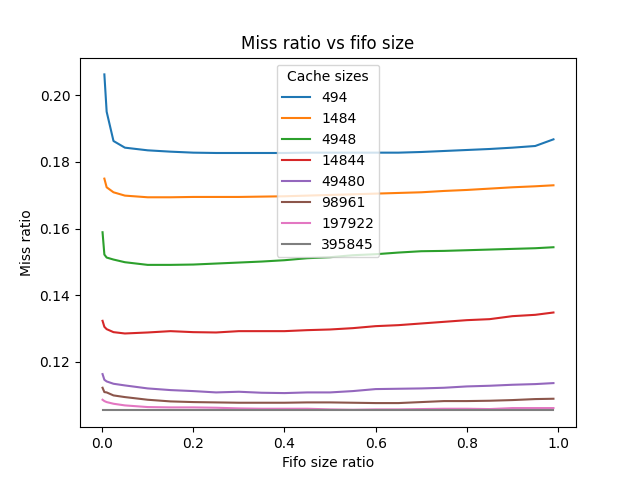 Miss ratio vs fifo size
Cache sizes
494
1484
4948
14844
49480
98961
197922
395845
0.20
0.18
0.16
0.14
0.12
Miss ratio
0.0 0.2 0.4 0.6 0.8 1.0
Fifo size ratio